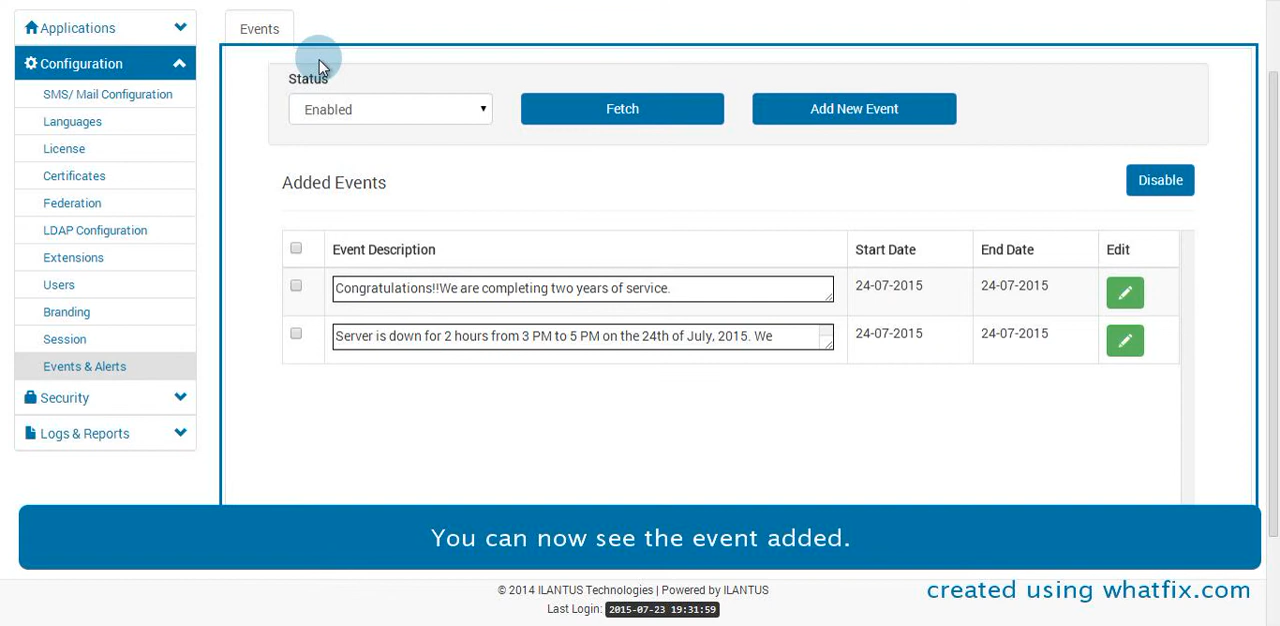 Applications
Configuration
SMS/ Mail Configuration
Languages
License
Certificates
Federation
LDAP Configuration
Extensions
Users
Branding
Session
Events & Alerts
Security
Logs & Reports
Events
Status
Enabled
Fetch
Add New Event
Added Events
Disable
Event Description Start Date End Date Edit
Congratulations!!We are completing two years of service. 24-07-2015 24-07-2015
Server is down for 2 hours from 3 PM to 5 PM on the 24th of July, 2015. We 24-07-2015 24-07-2015
You can now see the event added.
© 2014 ILANTUS Technologies | Powered by ILANTUS
Last Login: 2015-07-23 19:31:59
created using whatfix.com